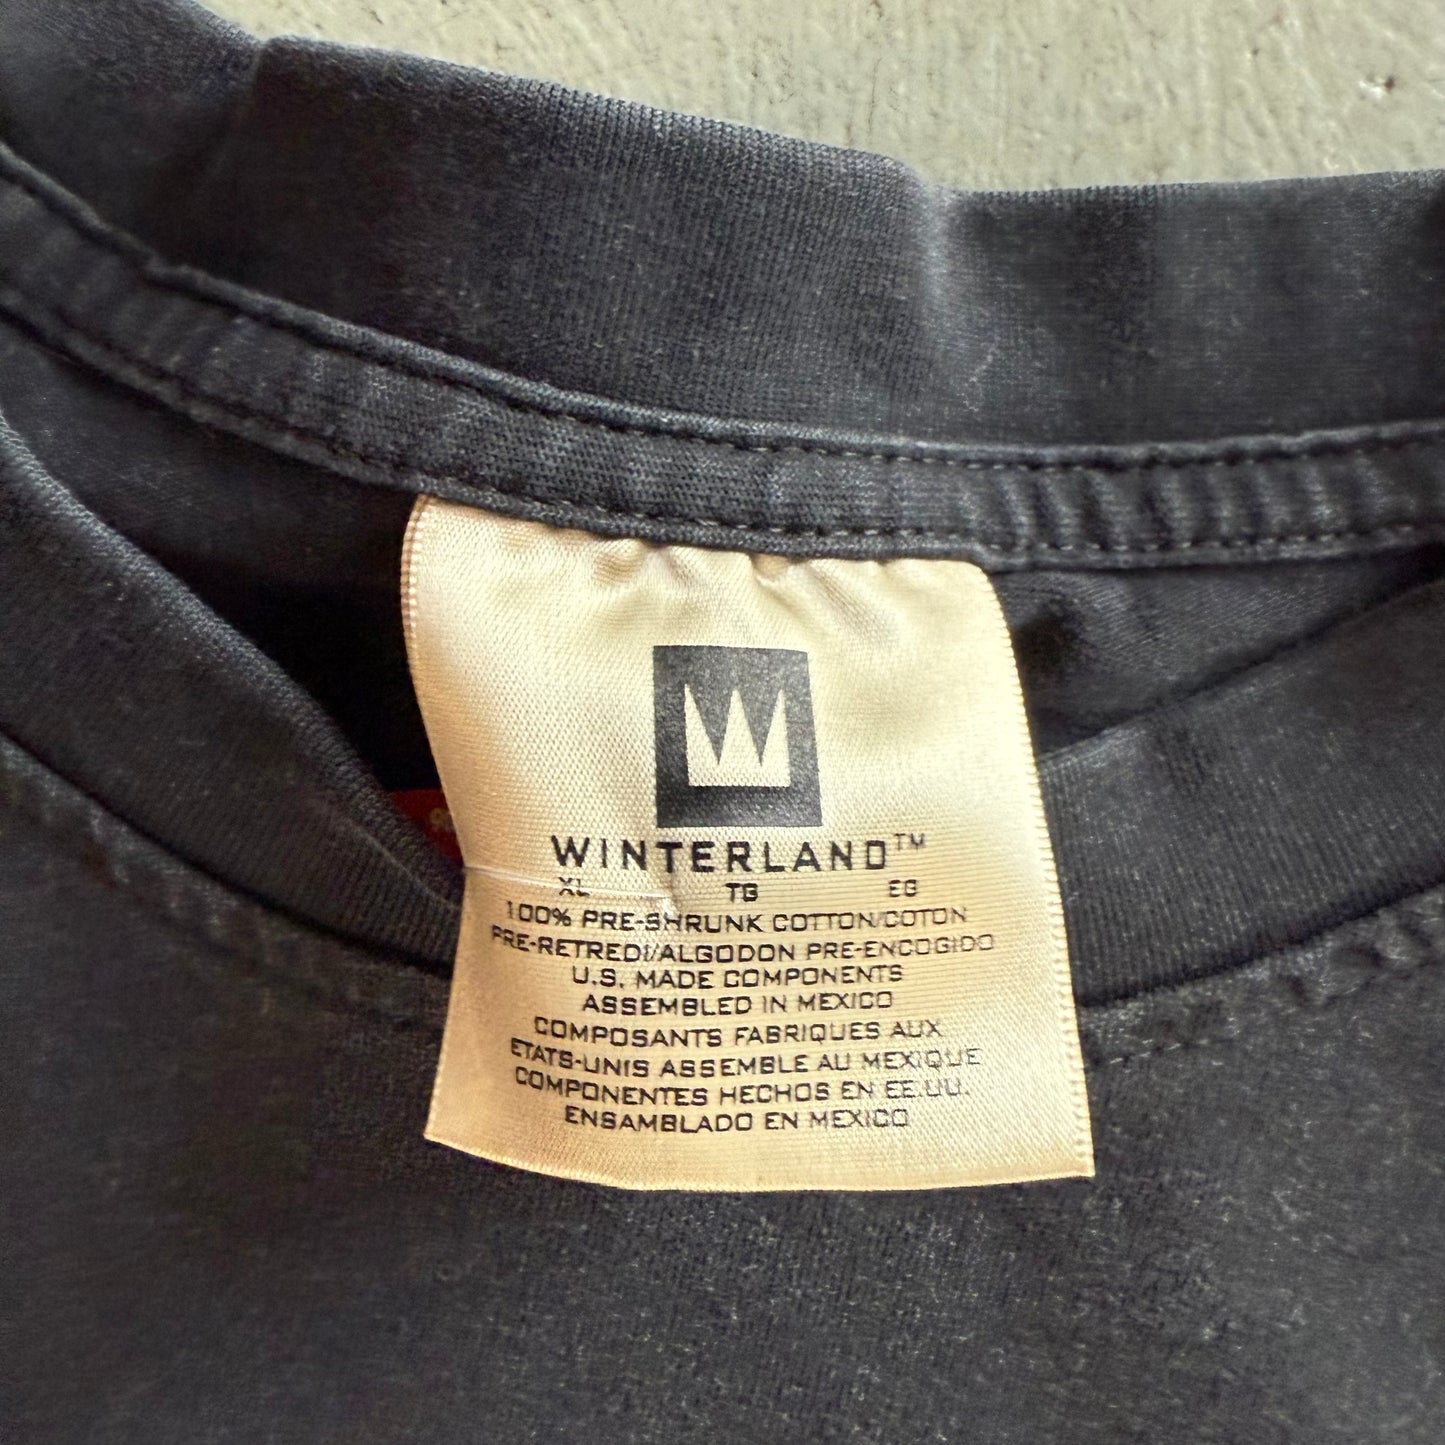 WINTERLAND™
XL TG EG
100% PRE-SHRUNK COTTON/COTON
PRE-RETREDI/ALGODON PRE-ENCOGIDO
U.S. MADE COMPONENTS
ASSEMBLED IN MEXICO
COMPOSANTS FABRIQUES AUX
ETATS-UNIS ASSEMBLE AU MEXIQUE
COMPONENTES HECHOS EN EE.UU.
ENSAMBLADO EN MEXICO